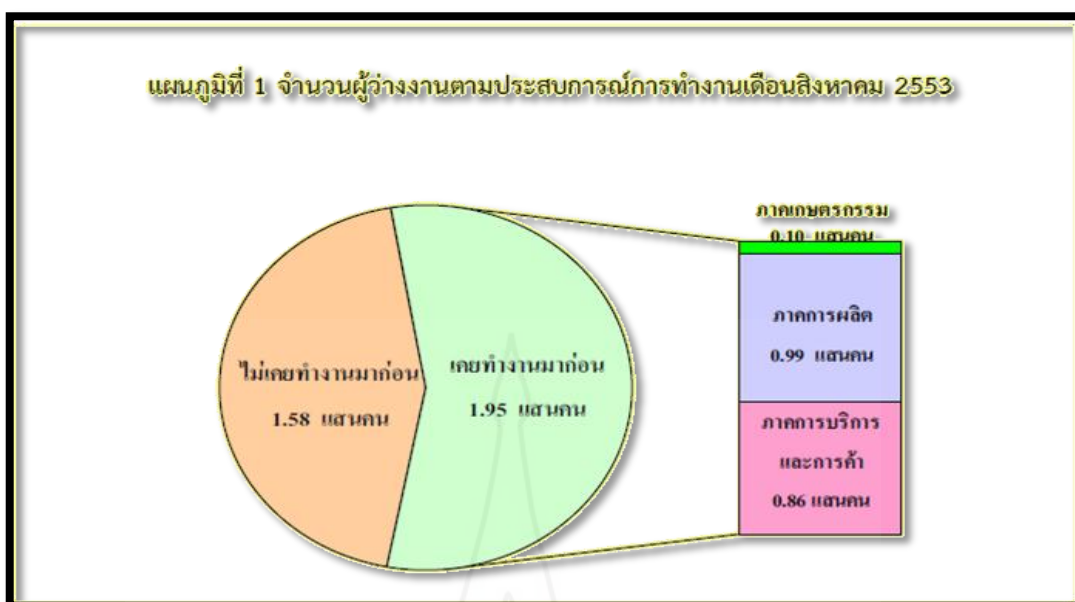 แผนภูมิที่ 1 จำนวนผู้ว่างงานตามประสบการณ์การทำงานเดือนสิงหาคม 2553
ไม่เคยทำงานมาก่อน
1.58 แสนคน
เคยทำงานมาก่อน
1.95 แสนคน
ภาคเกษตรกรรม
0.10 แสนคน
ภาคการผลิต
0.99 แสนคน
ภาคการบริการ
และการค้า
0.86 แสนคน